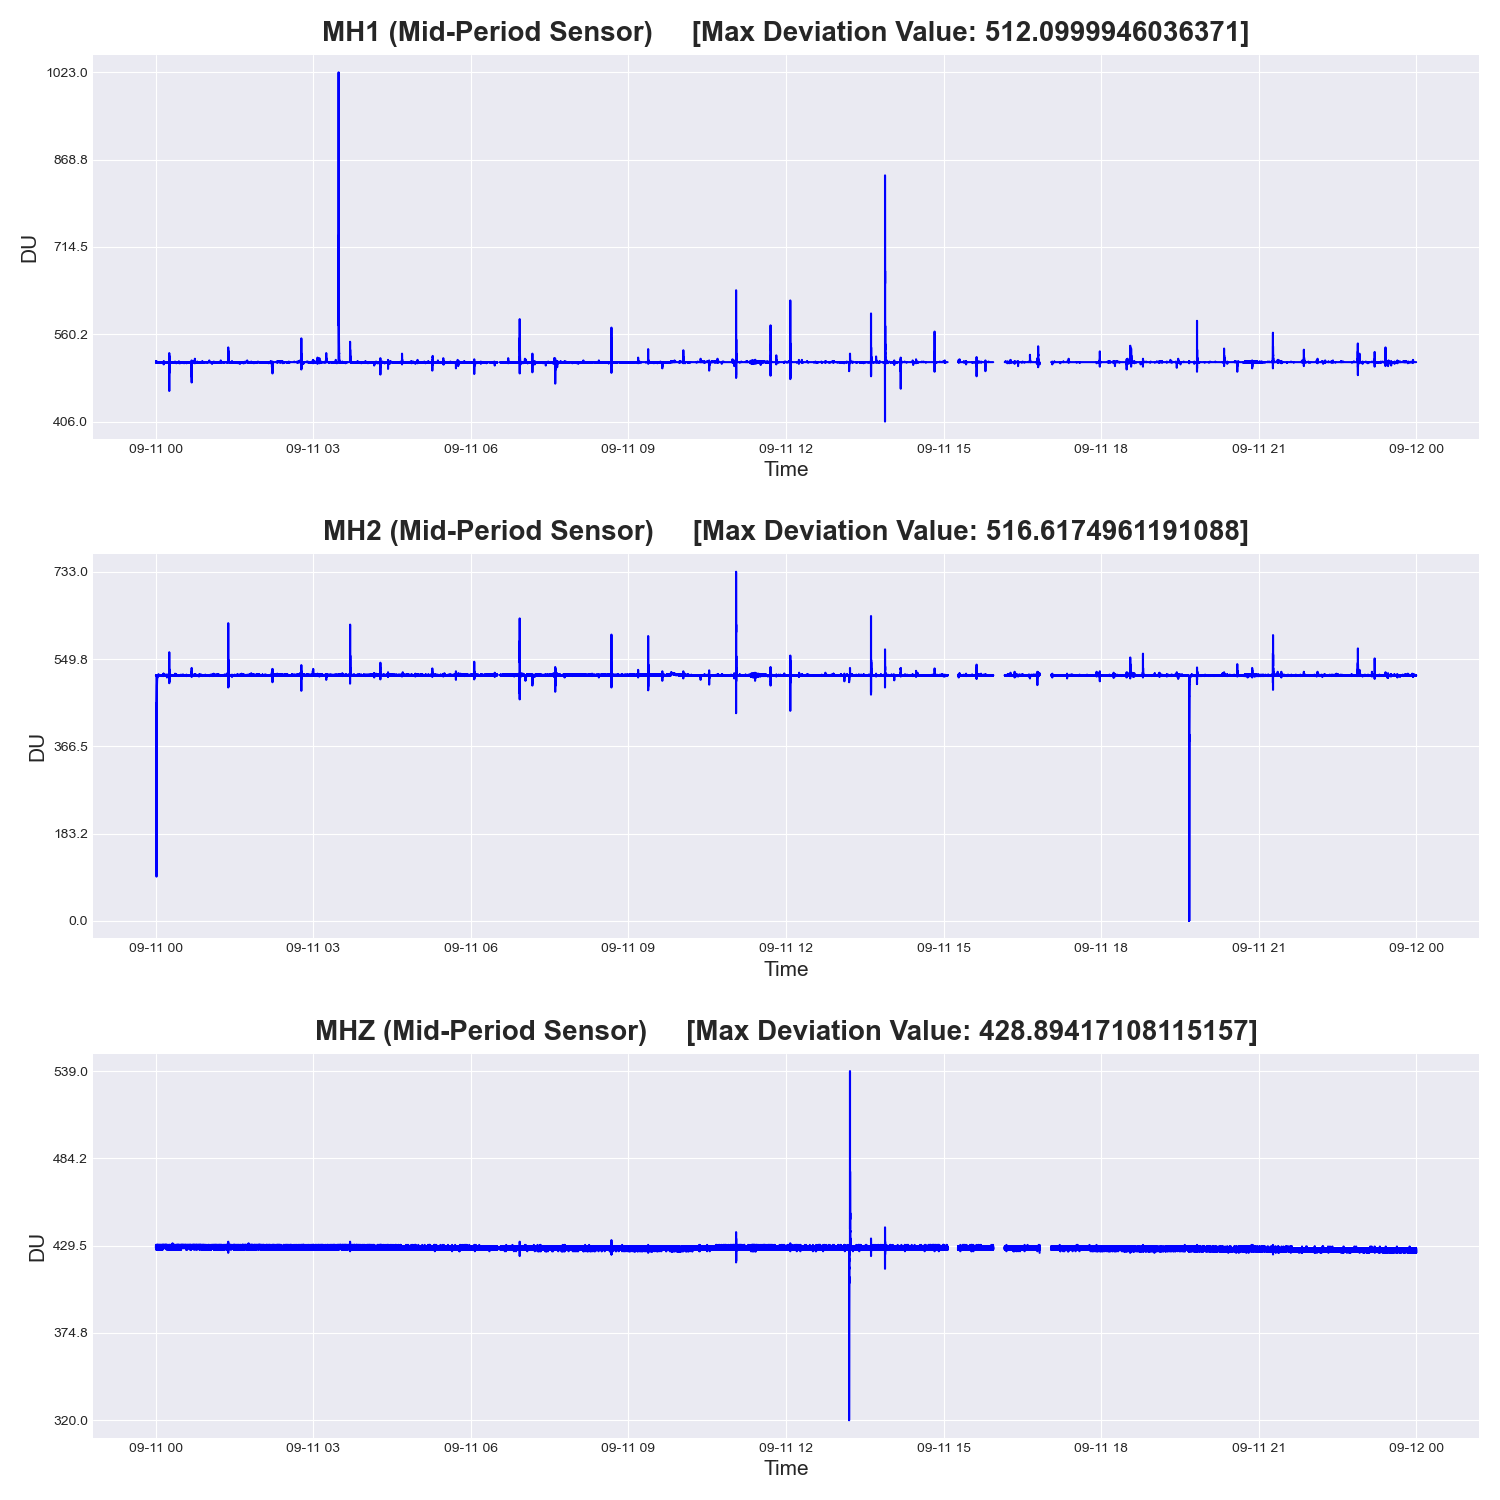 MH1 (Mid-Period Sensor) [Max Deviation Value: 512.0999946036371]
1023.0
868.8
714.5
560.2
406.0
DU
09-11 00 09-11 03 09-11 06 09-11 09 09-11 12 09-11 15 09-11 18 09-11 21 09-12 00
Time
MH2 (Mid-Period Sensor) [Max Deviation Value: 516.6174961191088]
733.0
549.8
366.5
183.2
0.0
DU
09-11 00 09-11 03 09-11 06 09-11 09 09-11 12 09-11 15 09-11 18 09-11 21 09-12 00
Time
MHZ (Mid-Period Sensor) [Max Deviation Value: 428.89417108115157]
539.0
484.2
429.5
374.8
320.0
DU
09-11 00 09-11 03 09-11 06 09-11 09 09-11 12 09-11 15 09-11 18 09-11 21 09-12 00
Time